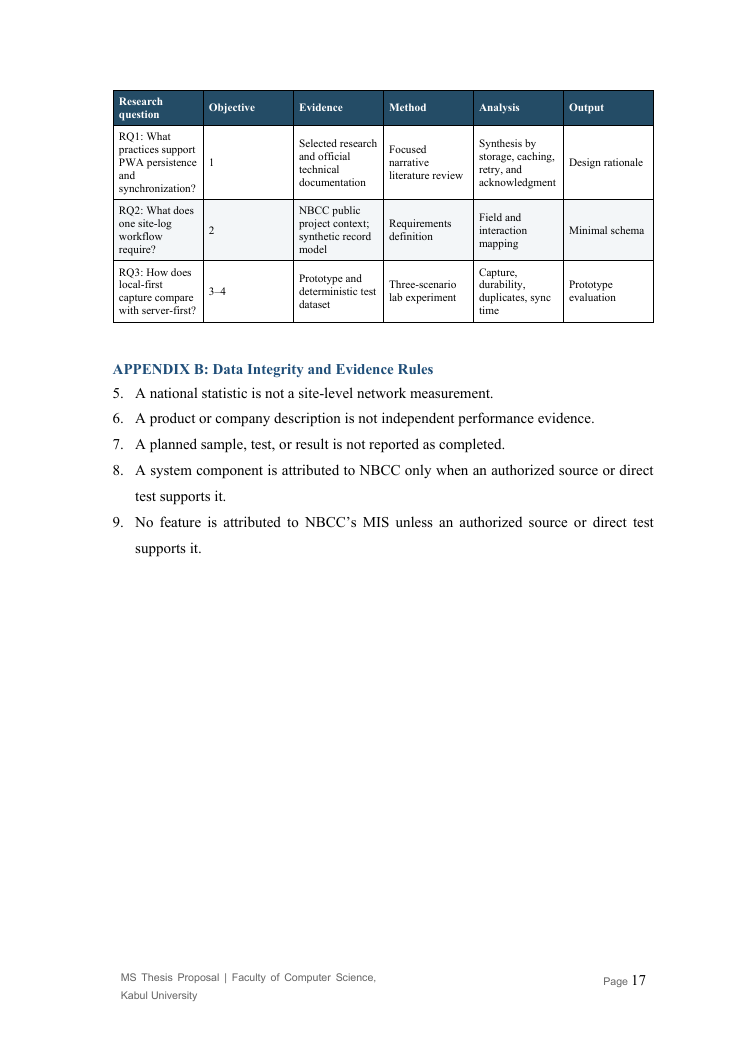 Research question
Objective
Evidence
Method
Analysis
Output
RQ1: What
practices support
PWA persistence
and
synchronization?
1
Selected research
and official
technical
documentation
Focused
narrative
literature review
Synthesis by
storage, caching,
retry, and
acknowledgment
Design rationale
RQ2: What does
one site-log
workflow
require?
2
NBCC public
project context;
synthetic record
model
Requirements
definition
Field and
interaction
mapping
Minimal schema
RQ3: How does
local-first
capture compare
with server-first?
3–4
Prototype and
deterministic test
dataset
Three-scenario
lab experiment
Capture,
durability,
duplicates, sync
time
Prototype
evaluation
APPENDIX B: Data Integrity and Evidence Rules
5. A national statistic is not a site-level network measurement.
6. A product or company description is not independent performance evidence.
7. A planned sample, test, or result is not reported as completed.
8. A system component is attributed to NBCC only when an authorized source or direct
test supports it.
9. No feature is attributed to NBCC’s MIS unless an authorized source or direct test
supports it.
MS Thesis Proposal | Faculty of Computer Science,
Kabul University
Page 17